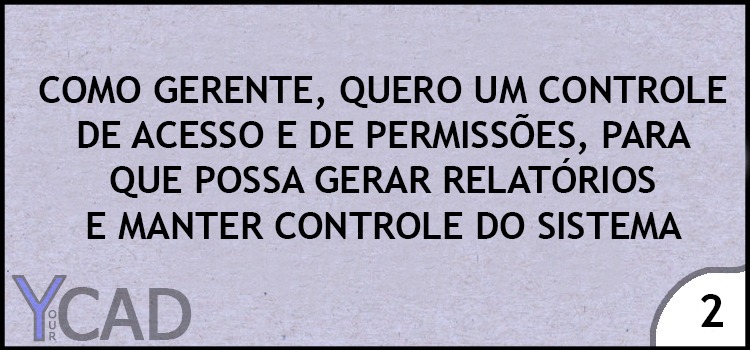 COMO GERENTE, QUERO UM CONTROLE
DE ACESSO E DE PERMISSÕES, PARA
QUE POSSA GERAR RELATÓRIOS
E MANTER CONTROLE DO SISTEMA
YOUR CAD
2